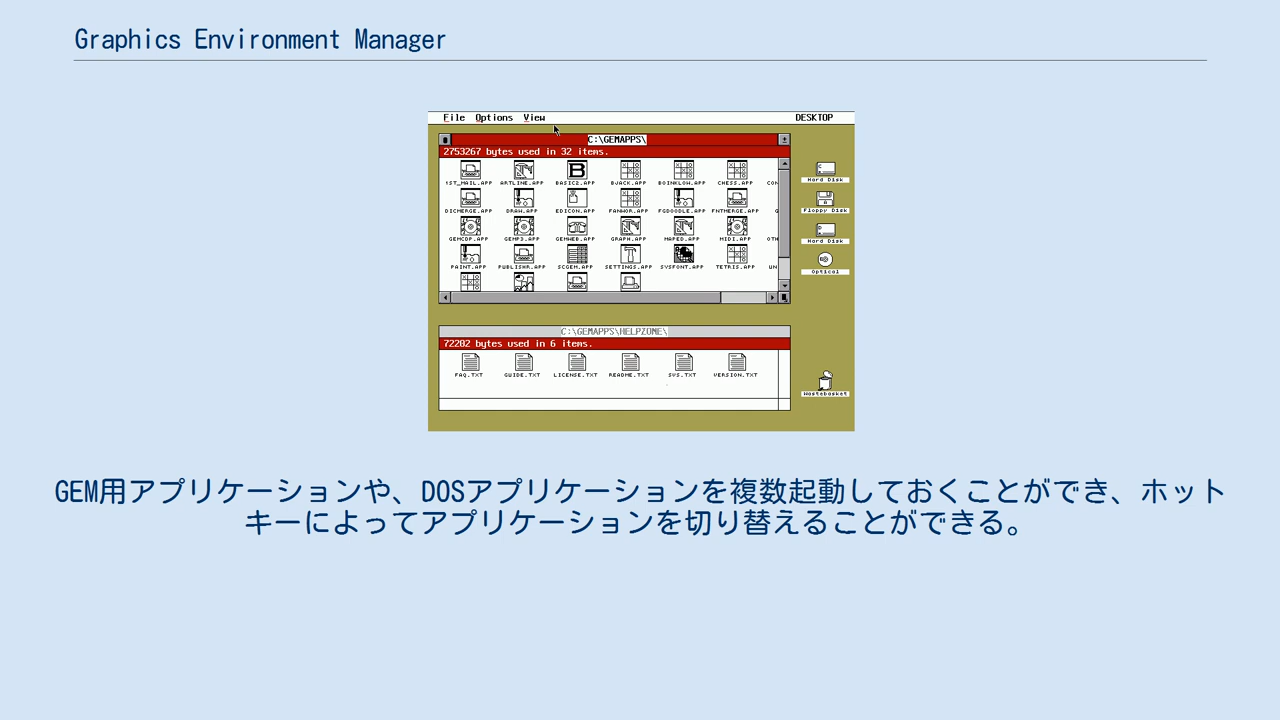 Graphics Environment Manager
File Options View DESKTOP
C:\GEMAPPS\
2753267 bytes used in 32 items.
1ST_MAIL.APP ARTLINE.APP BASIC2.APP BJACK.APP BOINKLOW.APP CHESS.APP CON
Hard Disk
DICMERGE.APP DRAW.APP EDICON.APP FANWOR.APP FGDOODLE.APP FNTMERGE.APP
Floppy Disk
GEMCDP.APP GEMP3.APP GEMWEB.APP GRAPH.APP MAPED.APP MIDI.APP OTH
Hard Disk
PAINT.APP PUBLISHR.APP SCGEM.APP SETTINGS.APP SYSFONT.APP TETRIS.APP UN
Optical
C:\GEMAPPS\HELPZONE\
72202 bytes used in 6 items.
FAQ.TXT GUIDE.TXT LICENSE.TXT README.TXT SYS.TXT VERSION.TXT
Wastebasket
GEM用アプリケーションや、DOSアプリケーションを複数起動しておくことができ、ホット
キーによってアプリケーションを切り替えることができる。